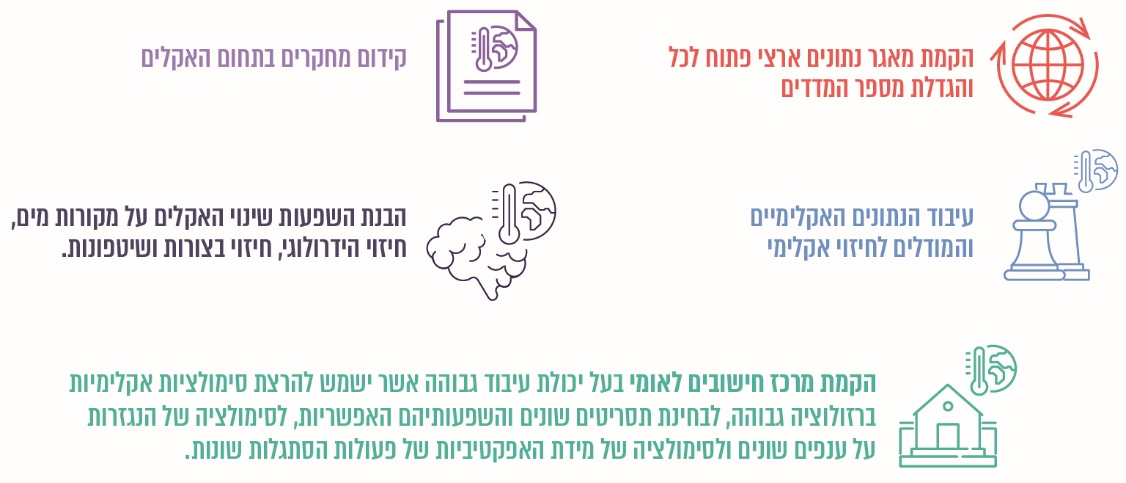 הקמת מאגר נתונים ארצי פתוח לכל
והגדלת מספר המדדים
קידום מחקרים בתחום האקלים
עיבוד הנתונים האקלימיים
והמודלים לחיזוי אקלימי
הבנת השפעות שינוי האקלים על מקורות מים,
חיזוי הידרולוגי, חיזוי בצורות ושיטפונות.
הקמת מרכז חישובים לאומי בעל יכולת עיבוד גבוהה אשר ישמש להרצת סימולציות אקלימיות
ברזולוציה גבוהה, לבחינת תסריטים שונים והשפעותיהם האפשריות, לסימולציה של הנגזרות
על ענפים שונים ולסימולציה של מידת האפקטיביות של פעולות הסתגלות שונות.